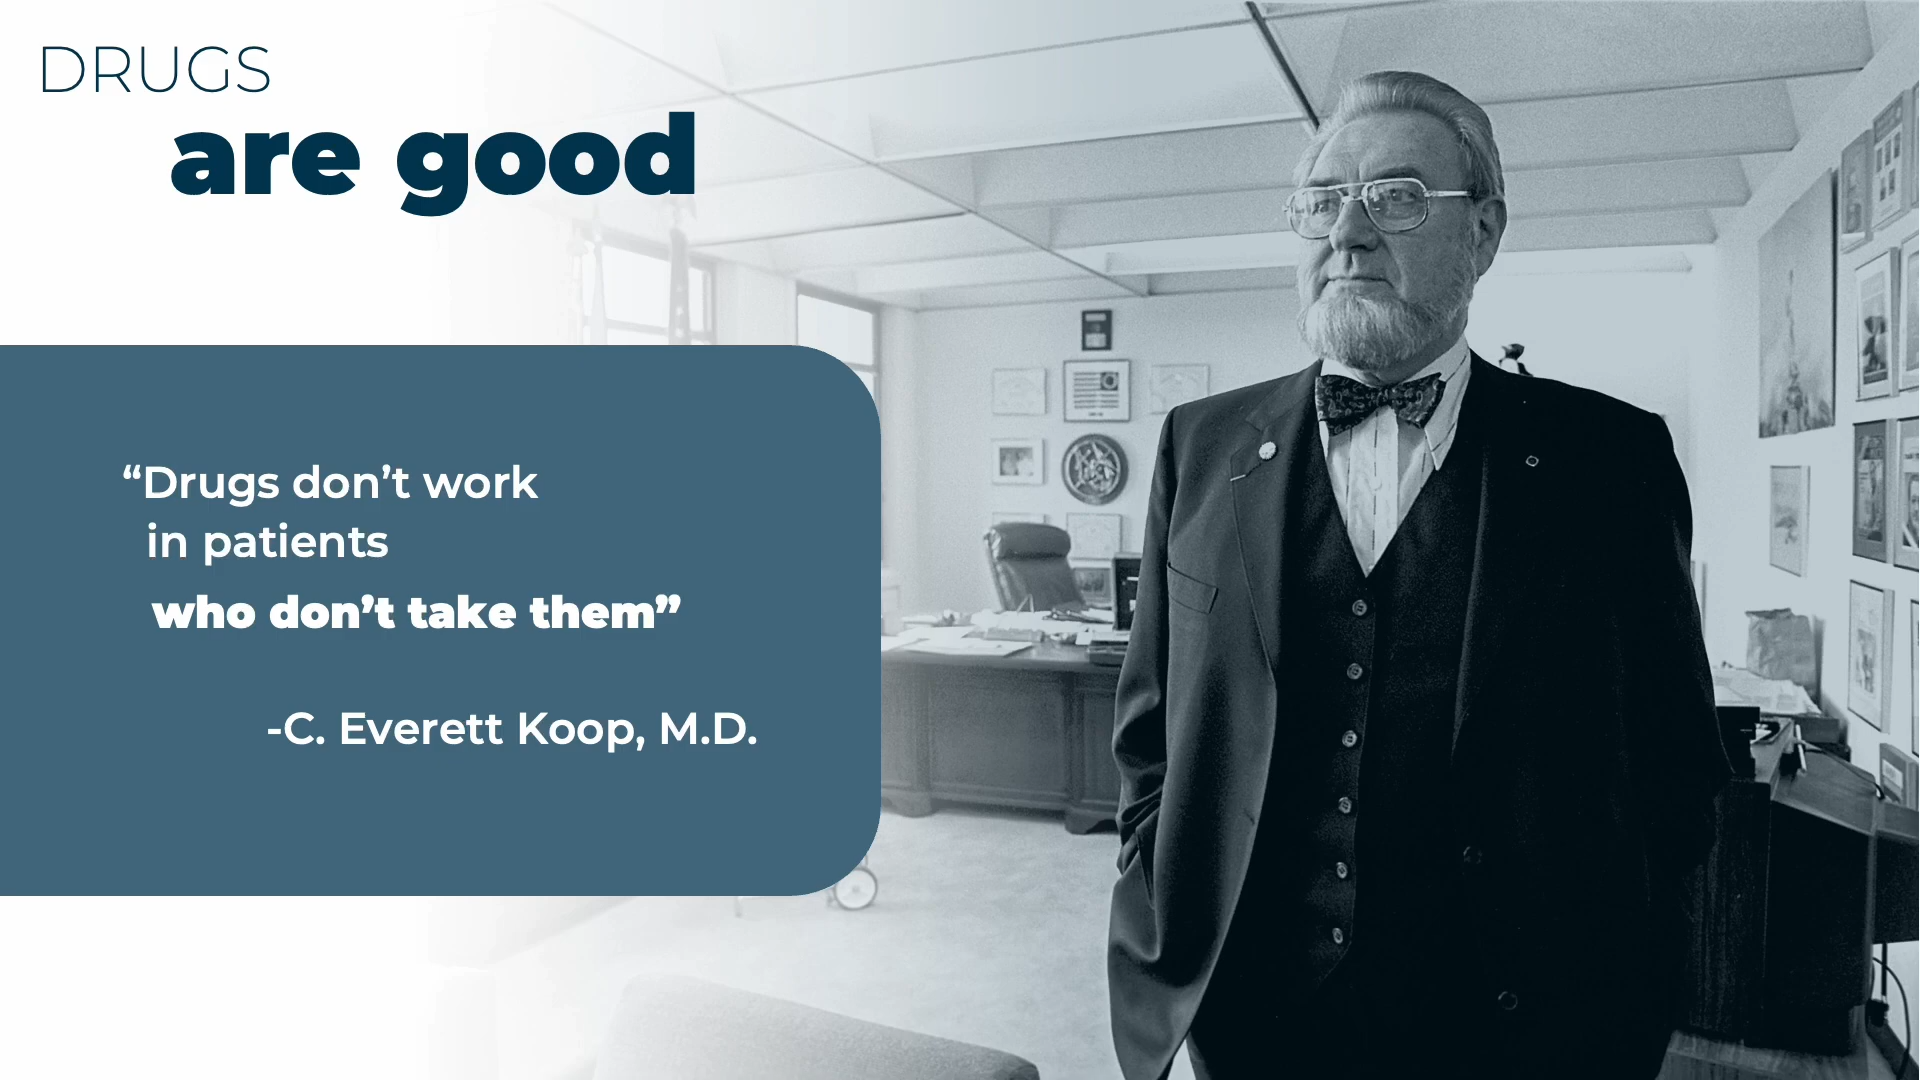 DRUGS
are good
“Drugs don’t work
in patients
who don’t take them”
-C. Everett Koop, M.D.